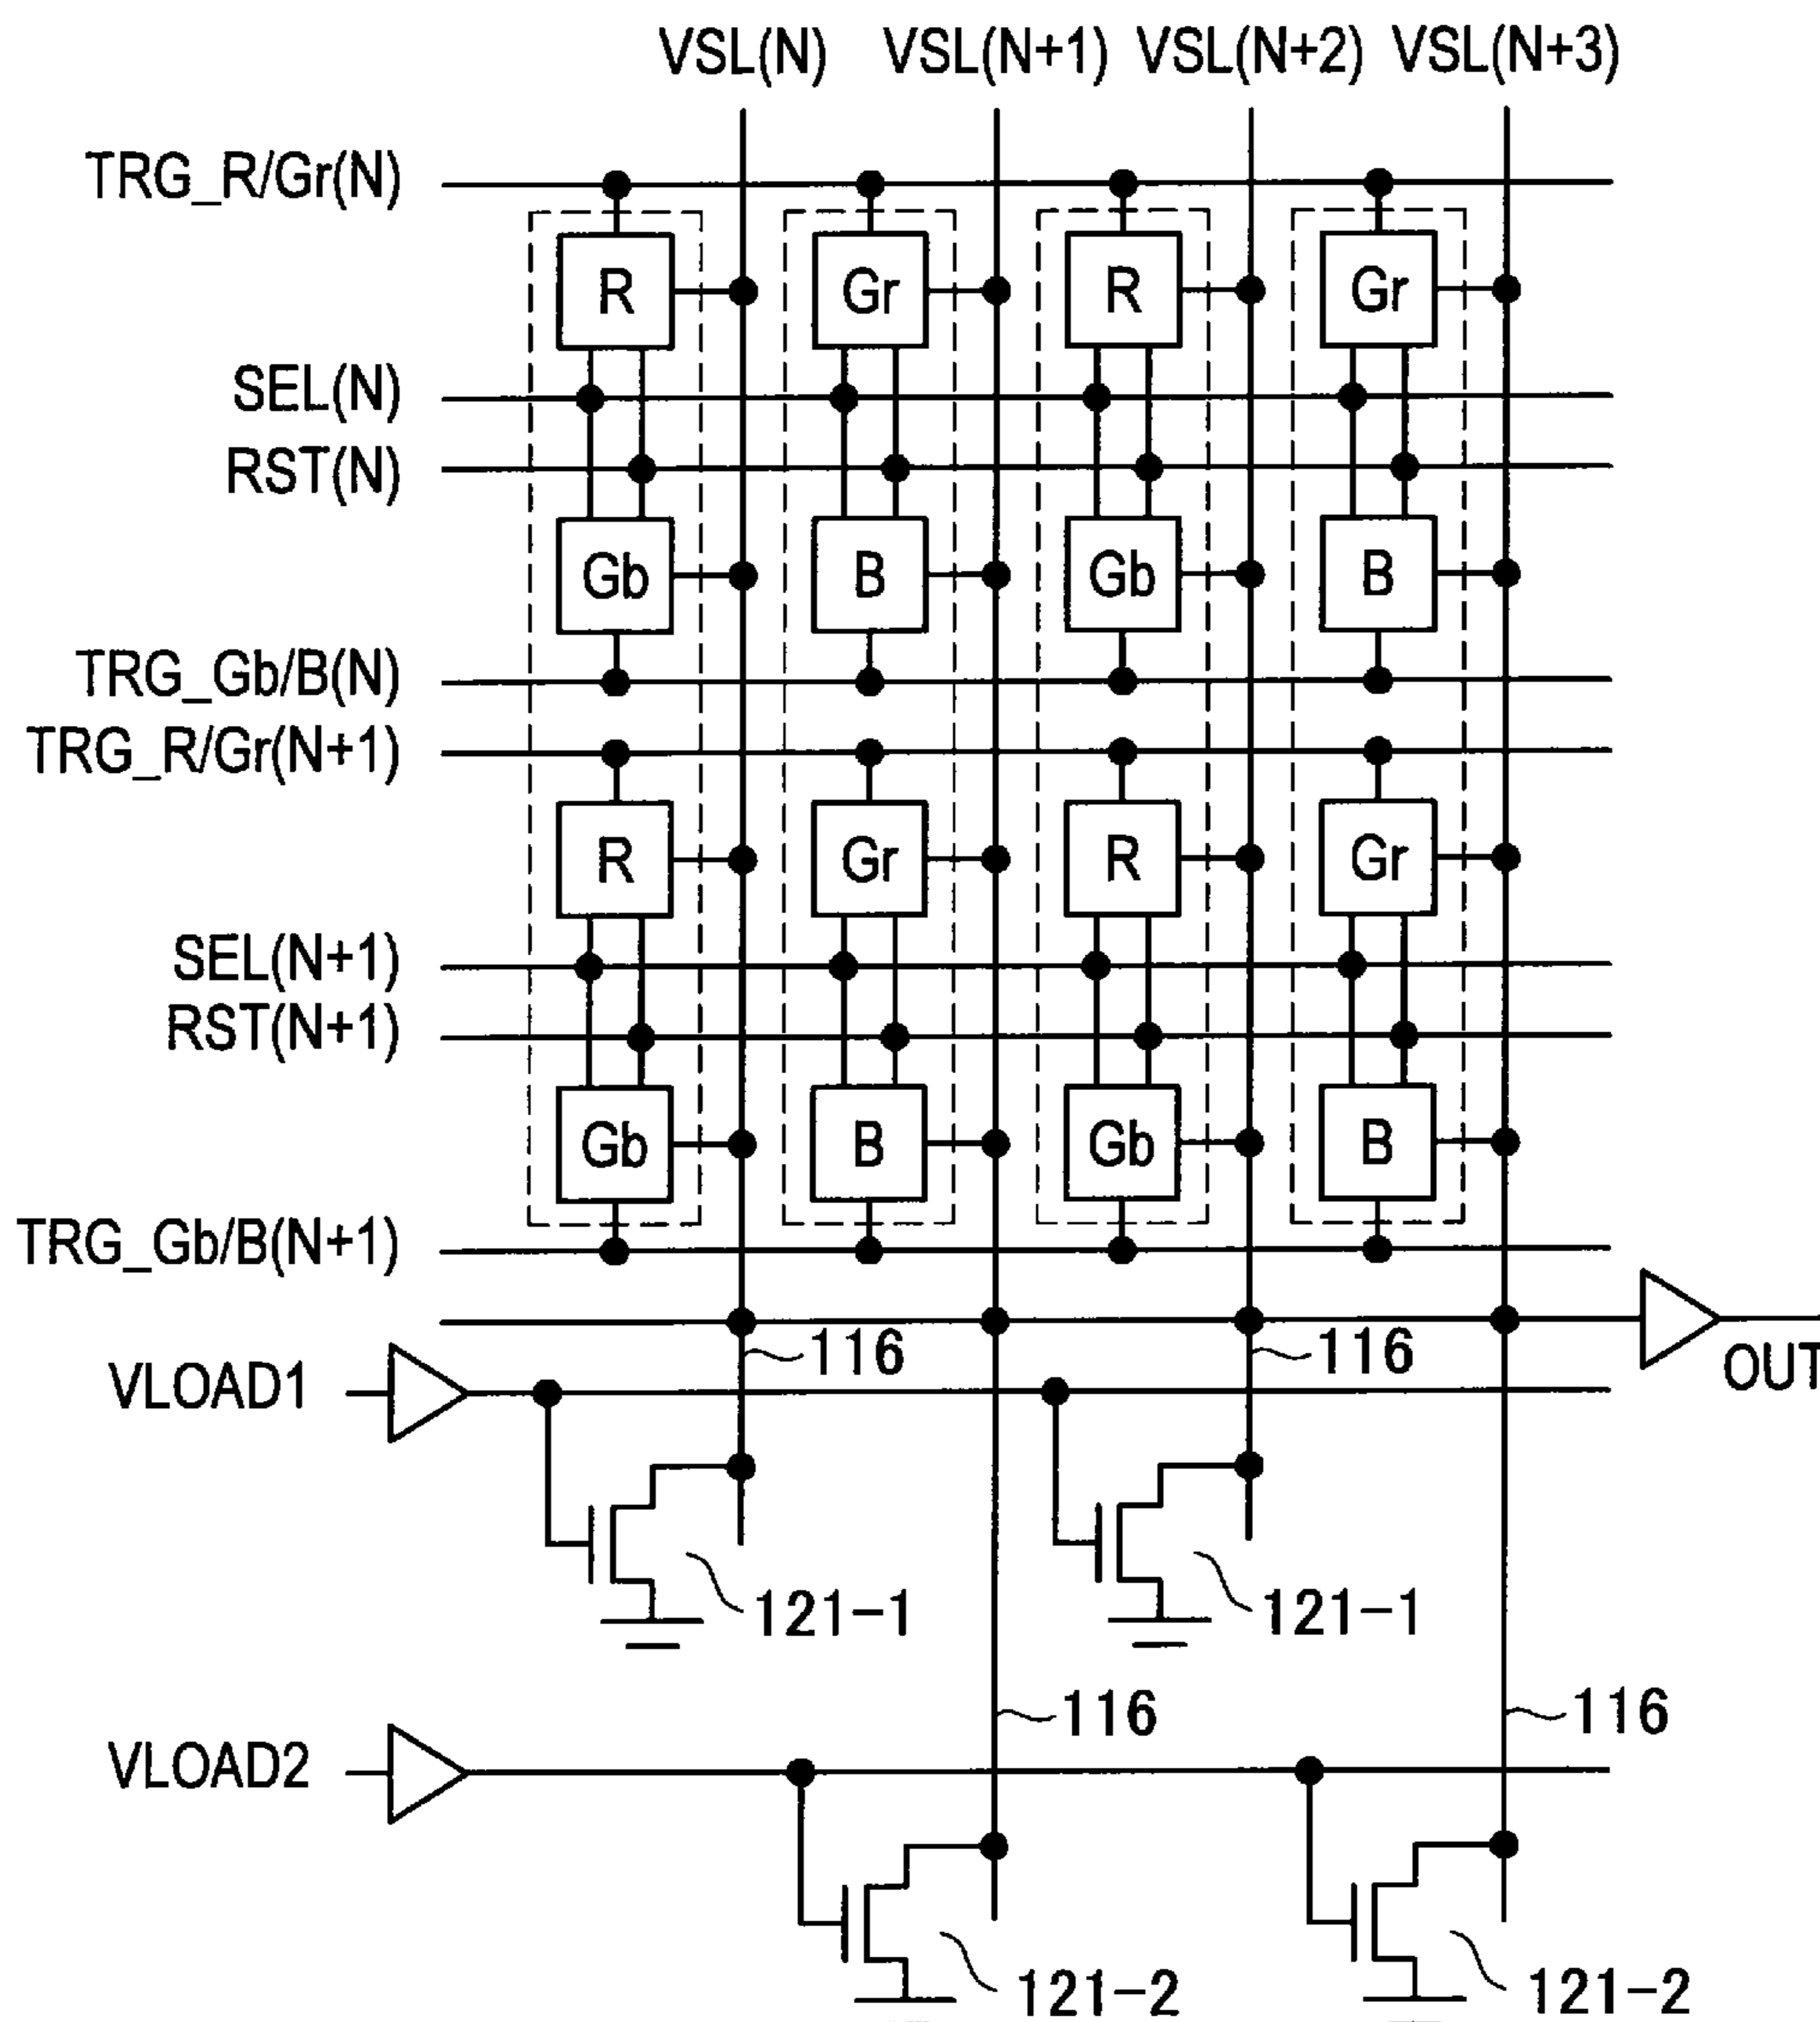 VSL(N) VSL(N+1) VSL(N+2) VSL(N+3)
TRG_R/Gr(N)
R Gr R Gr
SEL(N)
RST(N)
Gb B Gb B
TRG_Gb/B(N)
TRG_R/Gr(N+1)
R Gr R Gr
SEL(N+1)
RST(N+1)
Gb B Gb B
TRG_Gb/B(N+1)
116 116
VLOAD1 OUT
121-1 121-1
116 116
VLOAD2
121-2 121-2